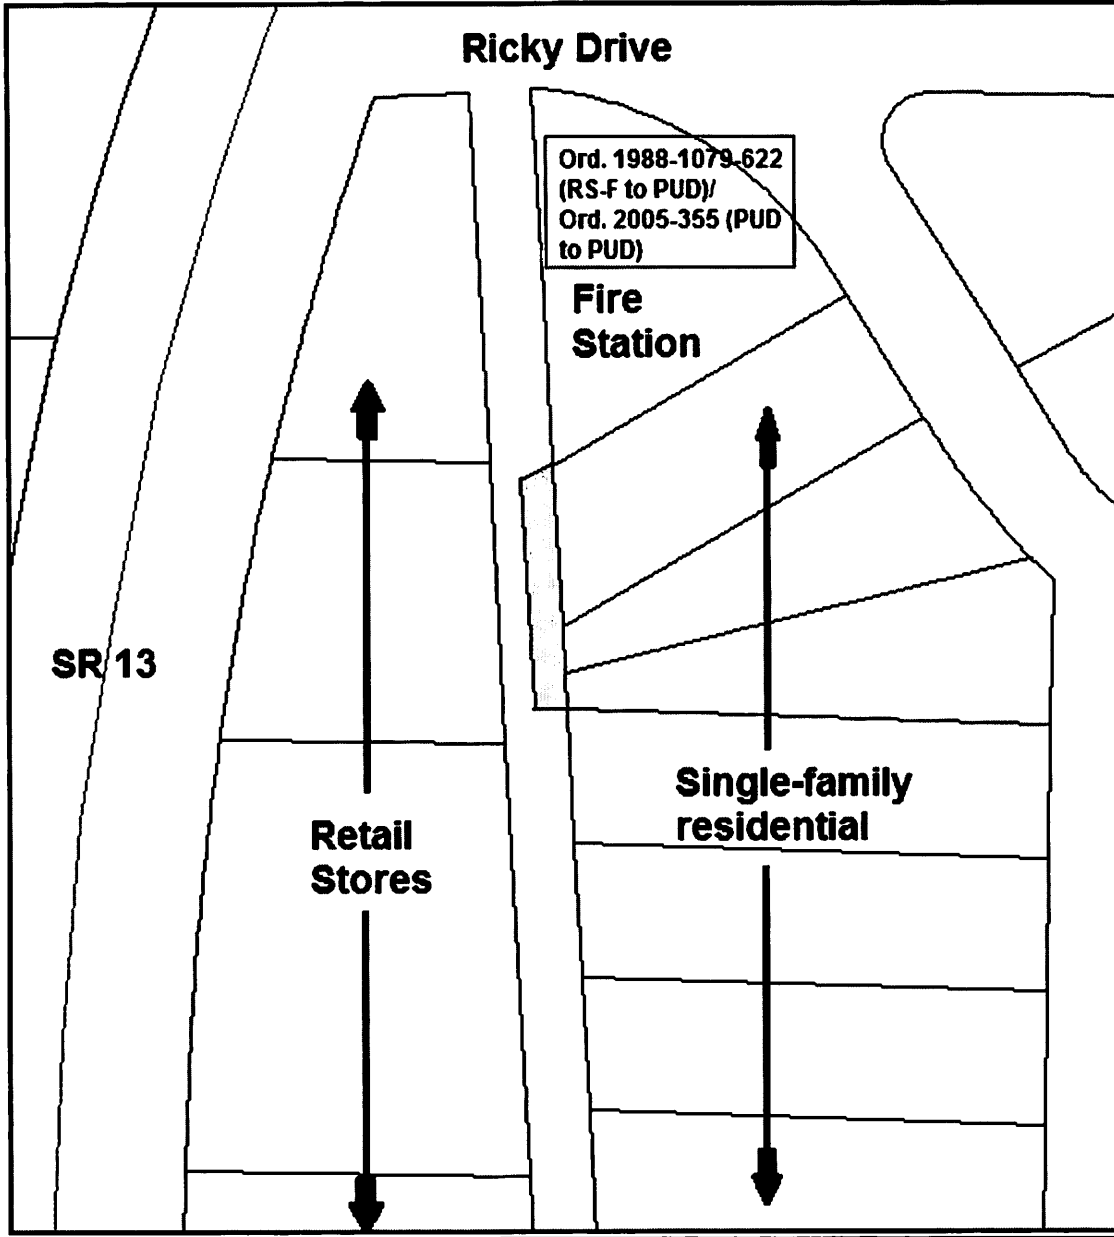 Ricky Drive
Ord. 1988-1079-622
(RS-F to PUD)/
Ord. 2005-355 (PUD
to PUD)
Fire
Station
SR 13
Single-family
residential
Retail
Stores